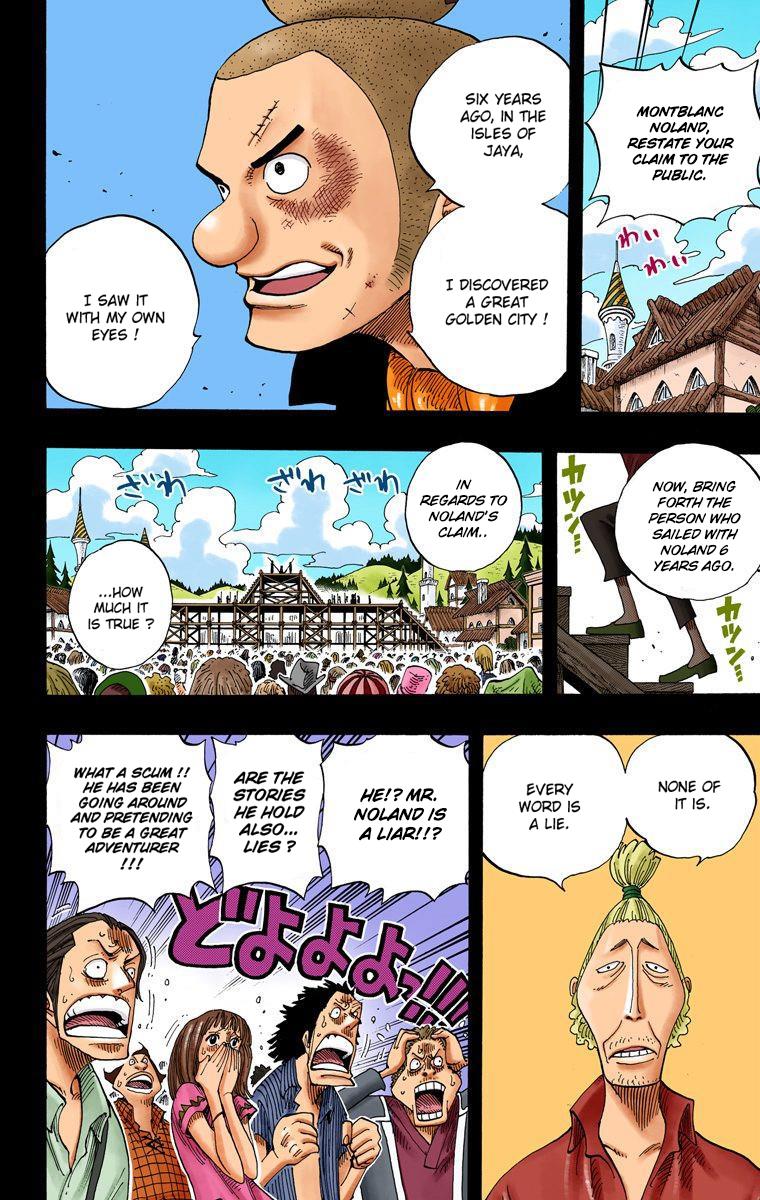 MONTBLANC
NOLAND,
RESTATE YOUR
CLAIM TO THE
PUBLIC.
わい
わい
SIX YEARS
AGO, IN THE
ISLES OF
JAYA,
I DISCOVERED
A GREAT
GOLDEN CITY !
I SAW IT
WITH MY OWN
EYES !
NOW, BRING
FORTH THE
PERSON WHO
SAILED WITH
NOLAND 6
YEARS AGO.
カツン…
カツン…
IN
REGARDS TO
NOLAND'S
CLAIM..
ざわ
ざわ
ざわ
...HOW
MUCH IT
IS TRUE ?
NONE OF
IT IS.
EVERY
WORD IS
A LIE.
HE!? MR.
NOLAND IS
A LIAR!!?
ARE THE
STORIES
HE HOLD
ALSO...
LIES ?
WHAT A SCUM !!
HE HAS BEEN
GOING AROUND
AND PRETENDING
TO BE A GREAT
ADVENTURER
!!!
どよよよっ!!!